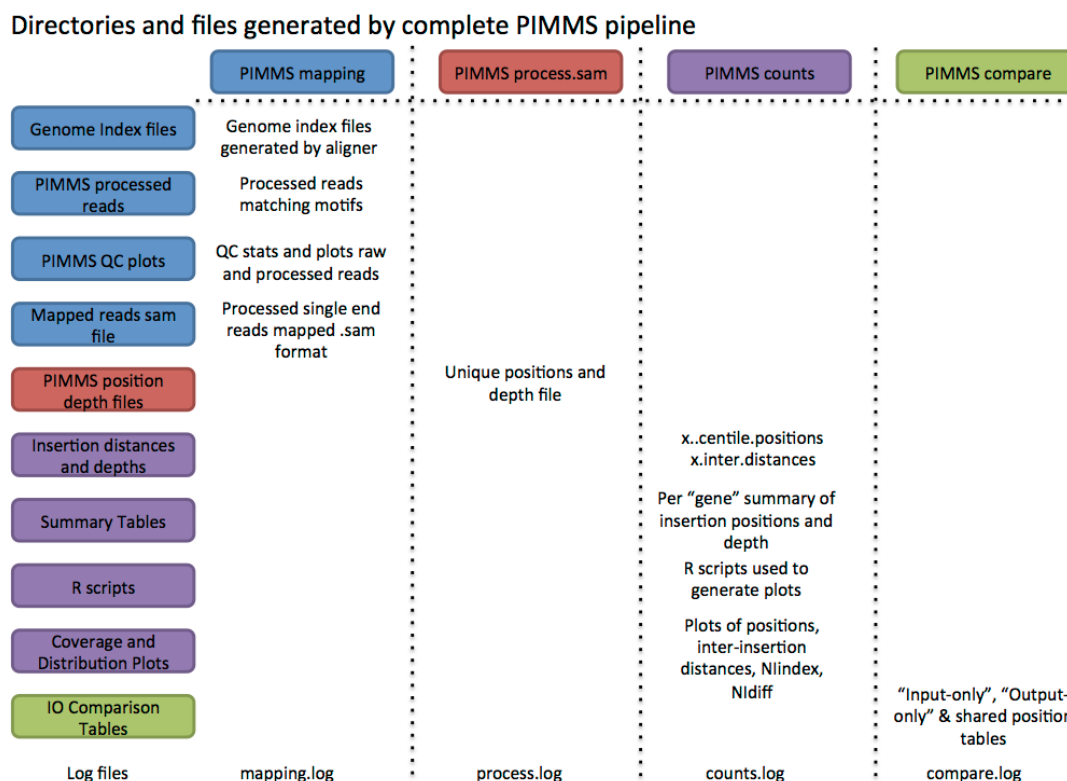 Directories and files generated by complete PIMMS pipeline
PIMMS mapping
PIMMS process.sam
PIMMS counts
PIMMS compare
Genome Index files
Genome index files
generated by aligner
PIMMS processed
reads
Processed reads
matching motifs
PIMMS QC plots
QC stats and plots raw
and processed reads
Mapped reads sam
file
Processed single end
reads mapped .sam
format
PIMMS position
depth files
Unique positions and
depth file
Insertion distances
and depths
x..centile.positions
x.inter.distances
Summary Tables
Per “gene” summary of
insertion positions and
depth
R scripts
R scripts used to
generate plots
Coverage and
Distribution Plots
Plots of positions,
inter-insertion
distances, NIindex,
NIdiff
IO Comparison
Tables
“Input-only”, “Output-
only” & shared position
tables
Log files
mapping.log
process.log
counts.log
compare.log